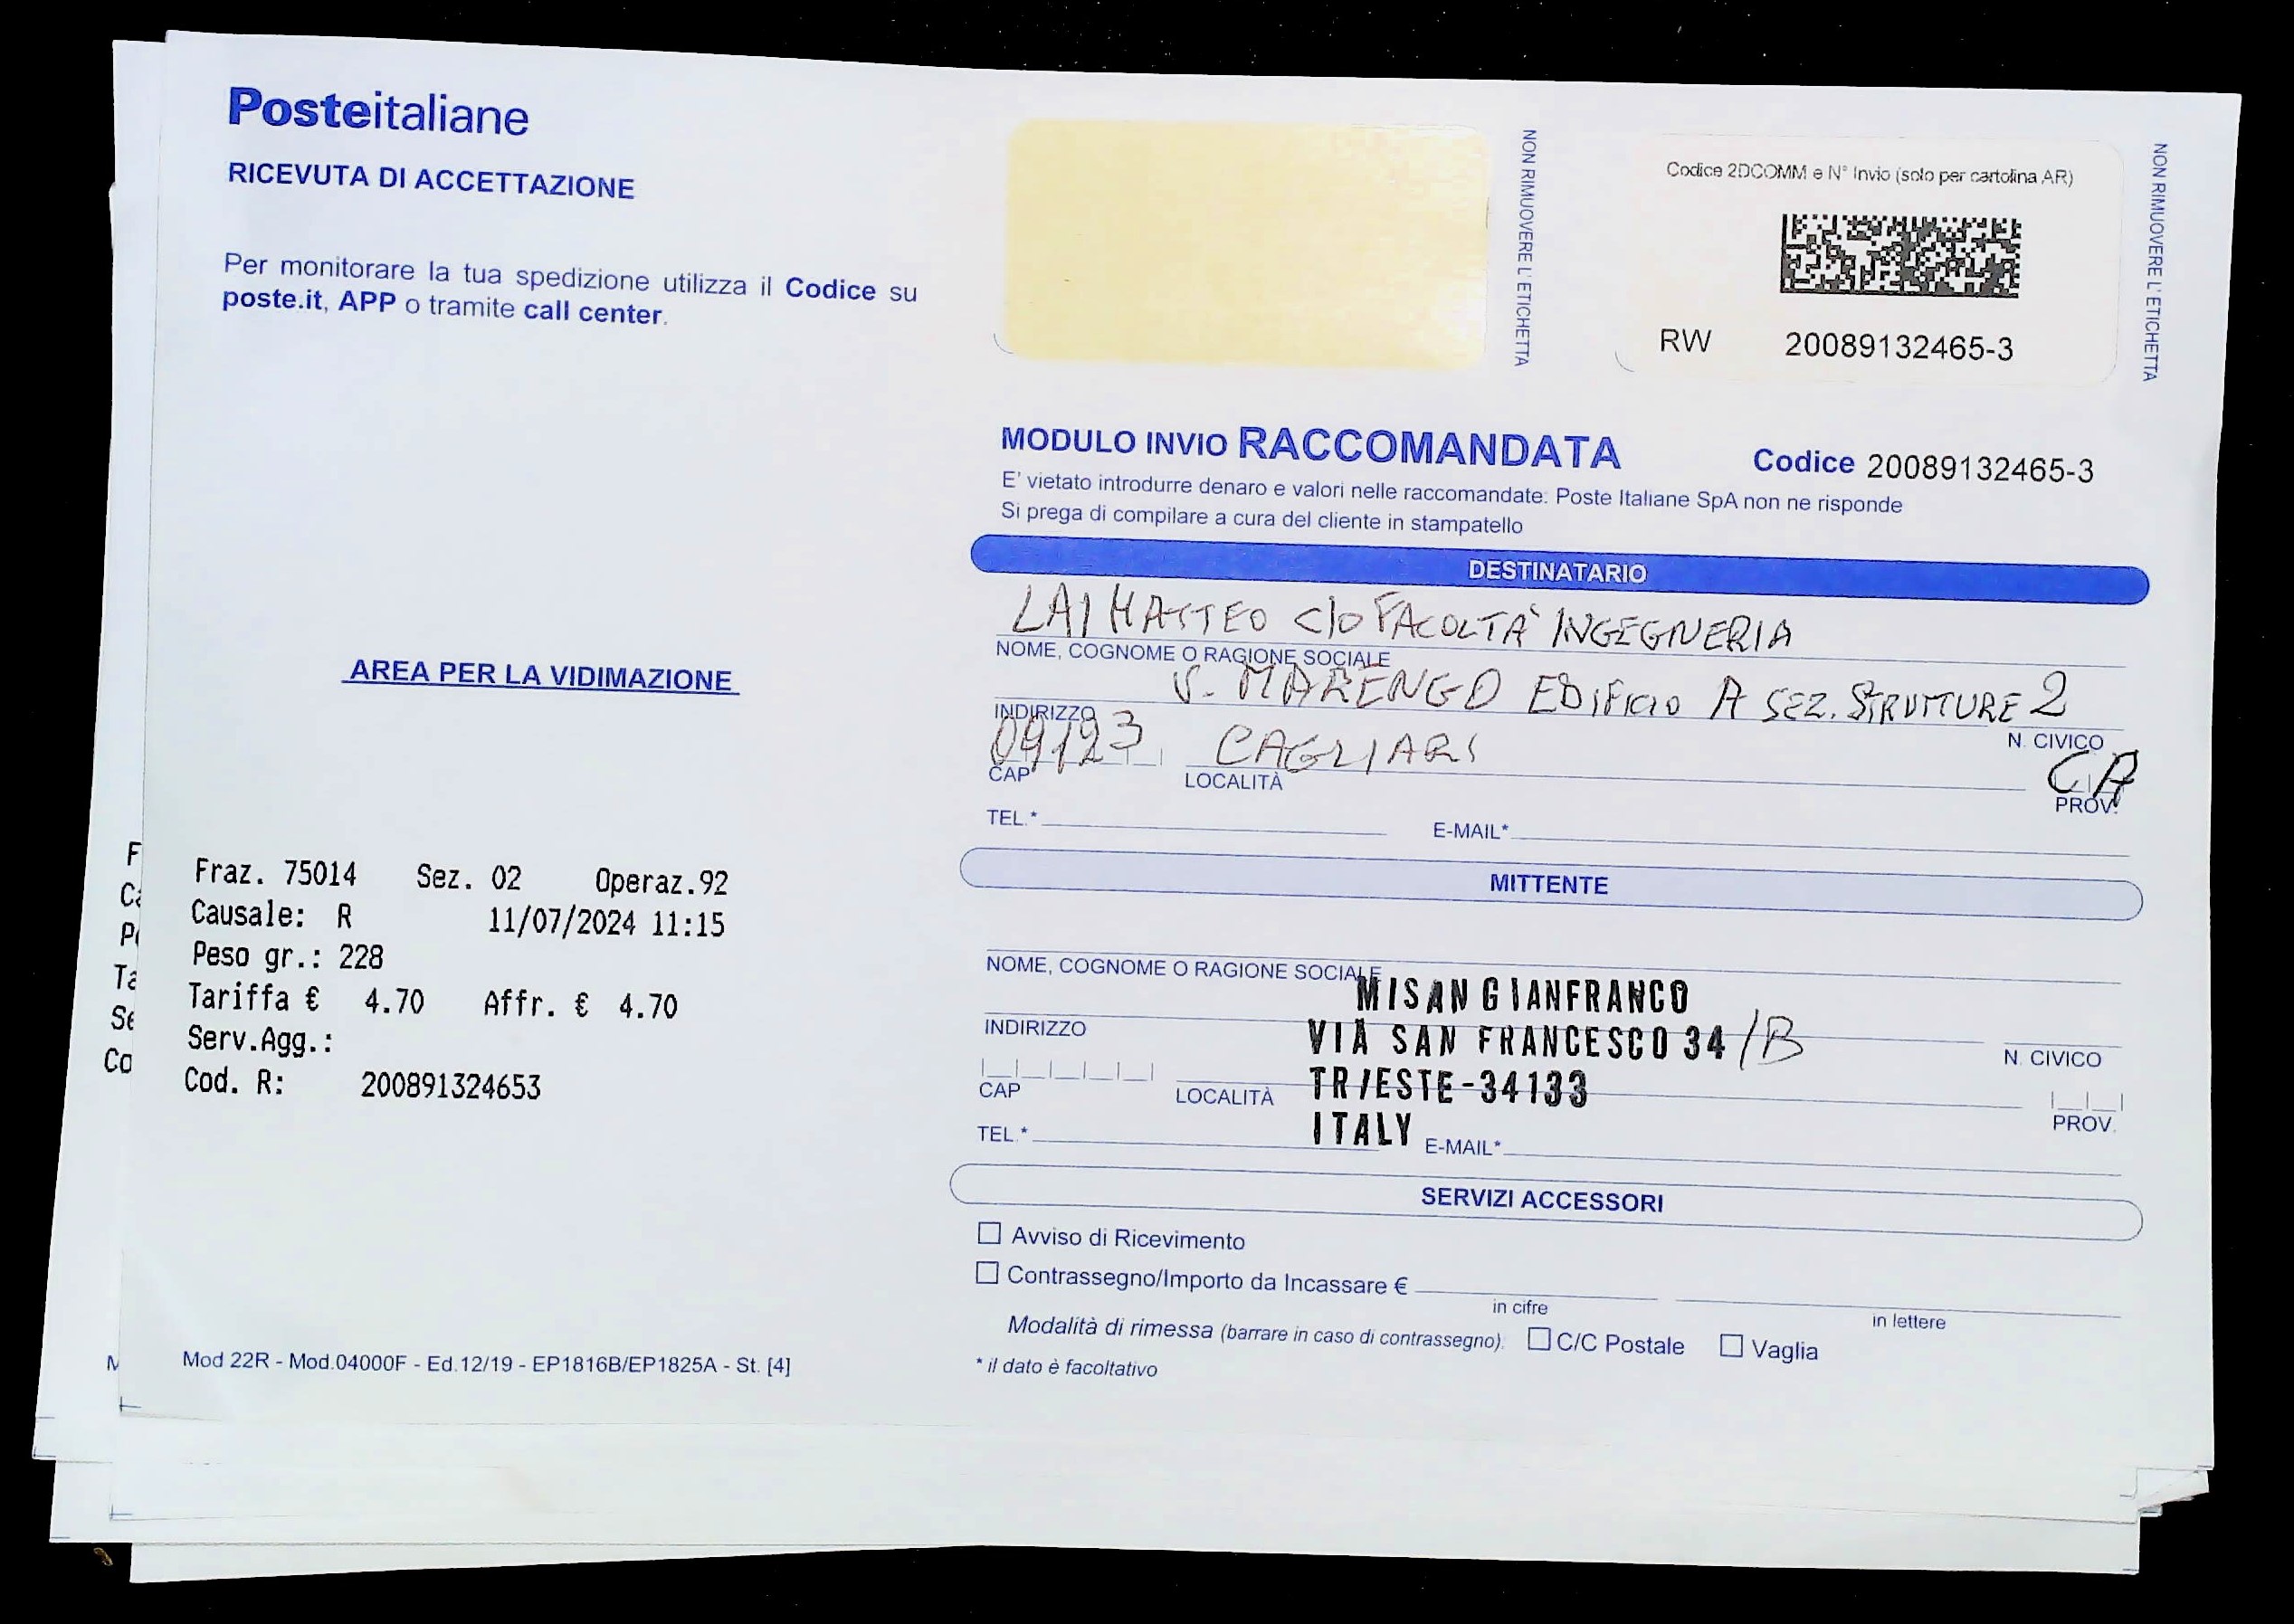 Posteitaliane
RICEVUTA DI ACCETTAZIONE
Per monitorare la tua spedizione utilizza il Codice su
poste.it, APP o tramite call center.
AREA PER LA VIDIMAZIONE
Fraz. 75014 Sez. 02 Operaz.92
Causale: R 11/07/2024 11:15
Peso gr.: 228
Tariffa € 4.70 Affr. € 4.70
Serv.Agg.:
Cod. R: 200891324653
Mod 22R - Mod.04000F - Ed.12/19 - EP1816B/EP1825A - St. [4]
NON RIMUOVERE L'ETICHETTA
Codice 2DCOMM e N° Invio (solo per cartolina AR)
RW 20089132465-3
NON RIMUOVERE L'ETICHETTA
MODULO INVIO RACCOMANDATA Codice 20089132465-3
E' vietato introdurre denaro e valori nelle raccomandate: Poste Italiane SpA non ne risponde
Si prega di compilare a cura del cliente in stampatello
DESTINATARIO
LAI MATTEO C/O FACOLTÀ INGEGNERIA
NOME, COGNOME O RAGIONE SOCIALE
V. MARENGO EDIFICIO A SEZ. STRUTTURE 2
INDIRIZZO N. CIVICO
09123 CAGLIARI CA
CAP LOCALITÀ PROV.
TEL.* E-MAIL*
MITTENTE
NOME, COGNOME O RAGIONE SOCIALE
MISAN GIANFRANCO
INDIRIZZO VIA SAN FRANCESCO 34/B N. CIVICO
CAP LOCALITÀ TRIESTE-34133 PROV.
TEL.* ITALY E-MAIL*
SERVIZI ACCESSORI
Avviso di Ricevimento
Contrassegno/Importo da Incassare €
in cifre in lettere
Modalità di rimessa (barrare in caso di contrassegno): C/C Postale Vaglia
* il dato è facoltativo